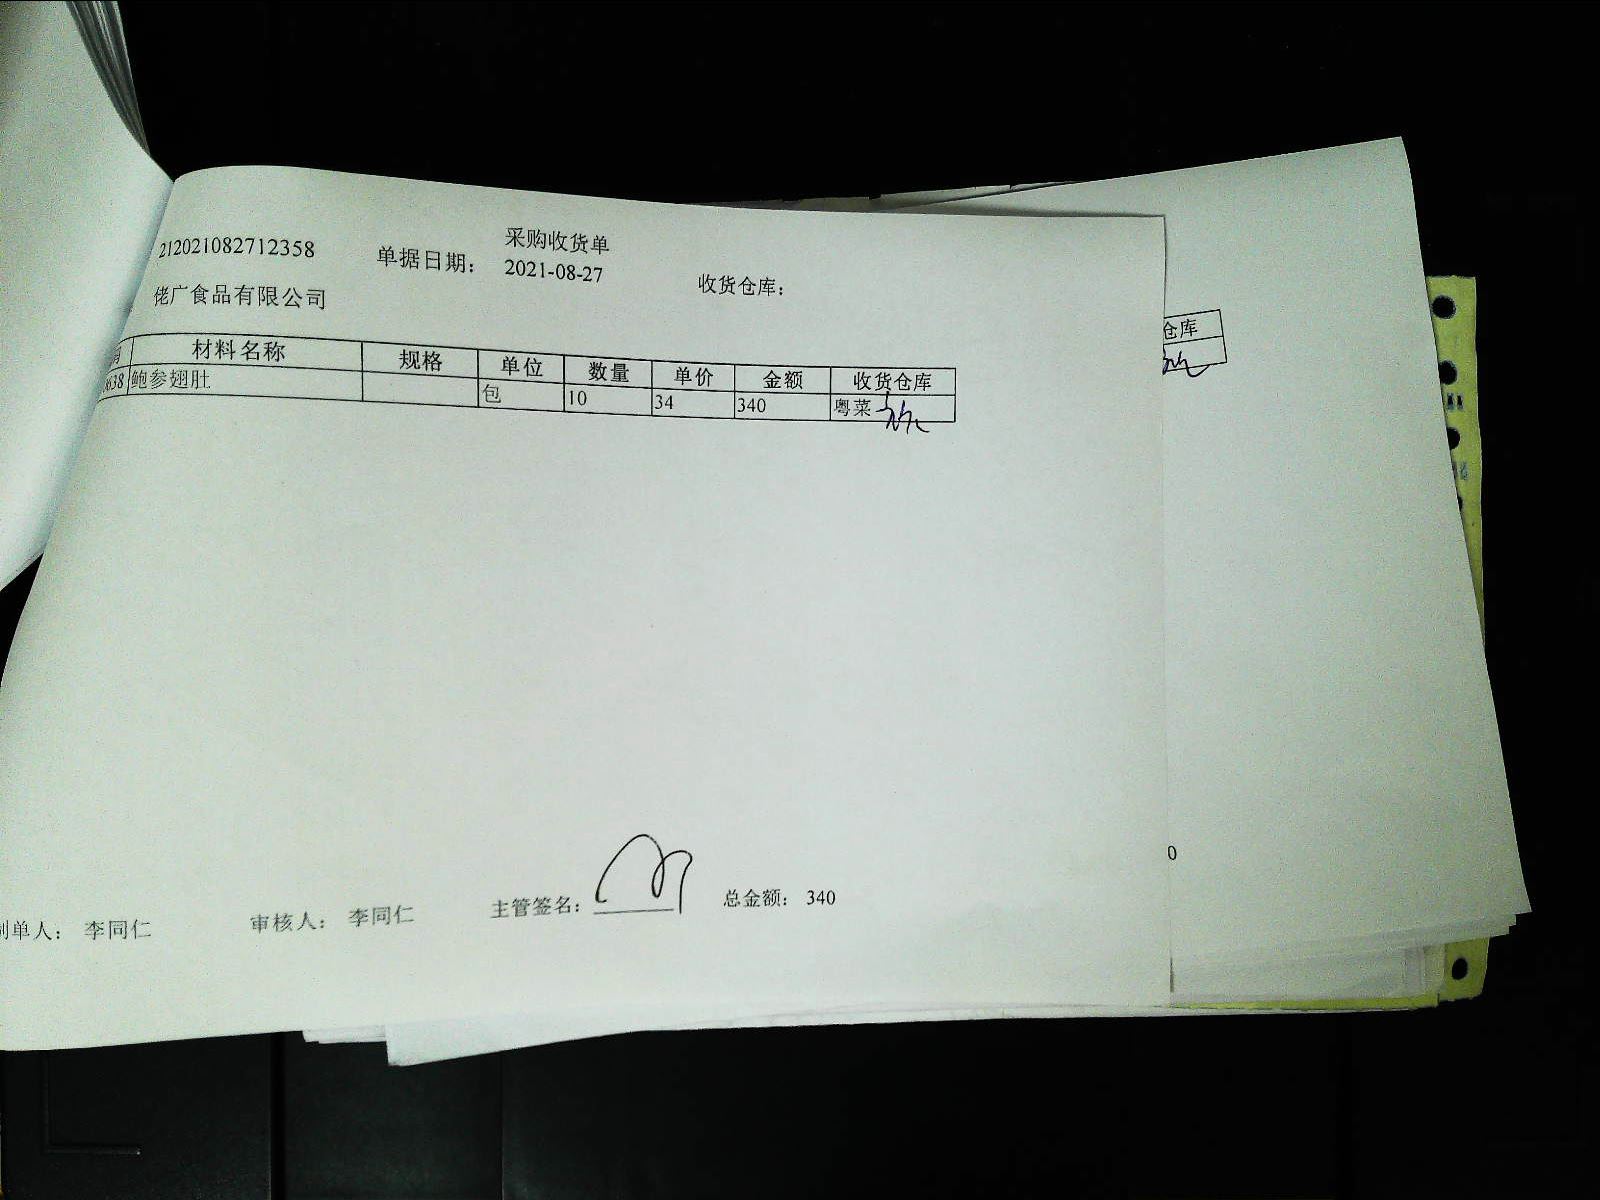 采购收货单
212021082712358 单据日期： 2021-08-27 收货仓库：
佬广食品有限公司
材料名称 规格 单位 数量 单价 金额 收货仓库
638 鲍参翅肚 包 10 34 340 粤菜
制单人： 李同仁 审核人： 李同仁 主管签名： 总金额： 340
仓库
0